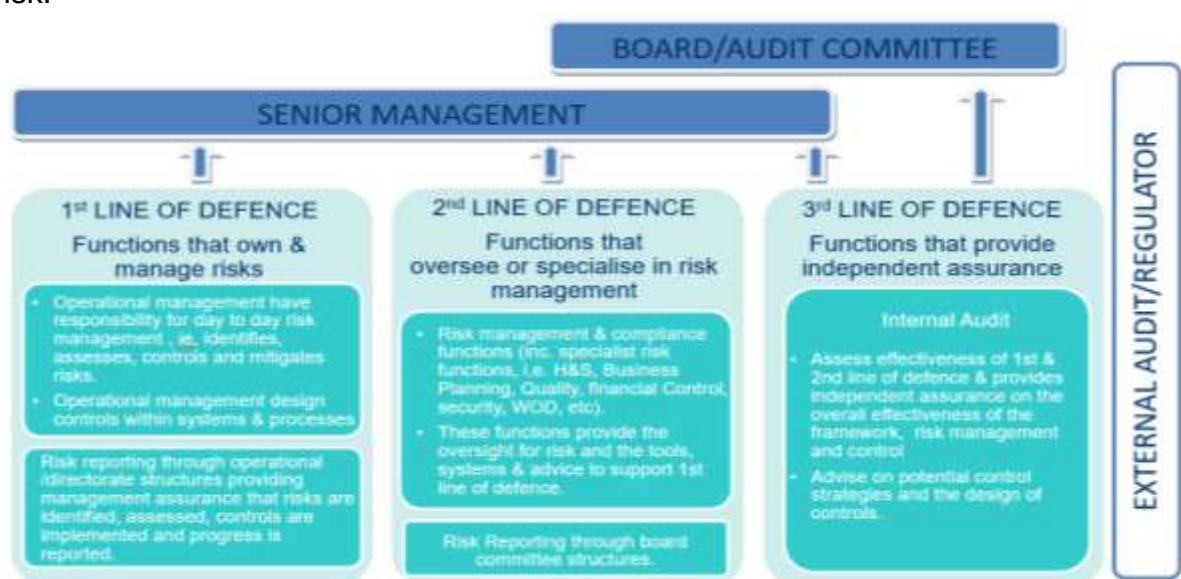 risk.
BOARD/AUDIT COMMITTEE
SENIOR MANAGEMENT
1st LINE OF DEFENCE
Functions that own &
manage risks
• Operational management have
responsibility for day to day risk
management , ie, identifies,
assesses, controls and mitigates
risks.
• Operational management design
controls within systems & processes
Risk reporting through operational
/directorate structures providing
management assurance that risks are
identified, assessed, controls are
implemented and progress is
reported.
2nd LINE OF DEFENCE
Functions that
oversee or specialise in risk
management
• Risk management & compliance
functions (inc. specialist risk
functions, i.e. H&S, Business
Planning, Quality, financial Control,
security, WOD, etc).
• These functions provide the
oversight for risk and the tools,
systems & advice to support 1st
line of defence.
Risk Reporting through board
committee structures.
3rd LINE OF DEFENCE
Functions that provide
independent assurance
Internal Audit
• Assess effectiveness of 1st &
2nd line of defence & provides
independent assurance on the
overall effectiveness of the
framework, risk management
and control
• Advise on potential control
strategies and the design of
controls.
EXTERNAL AUDIT/REGULATOR